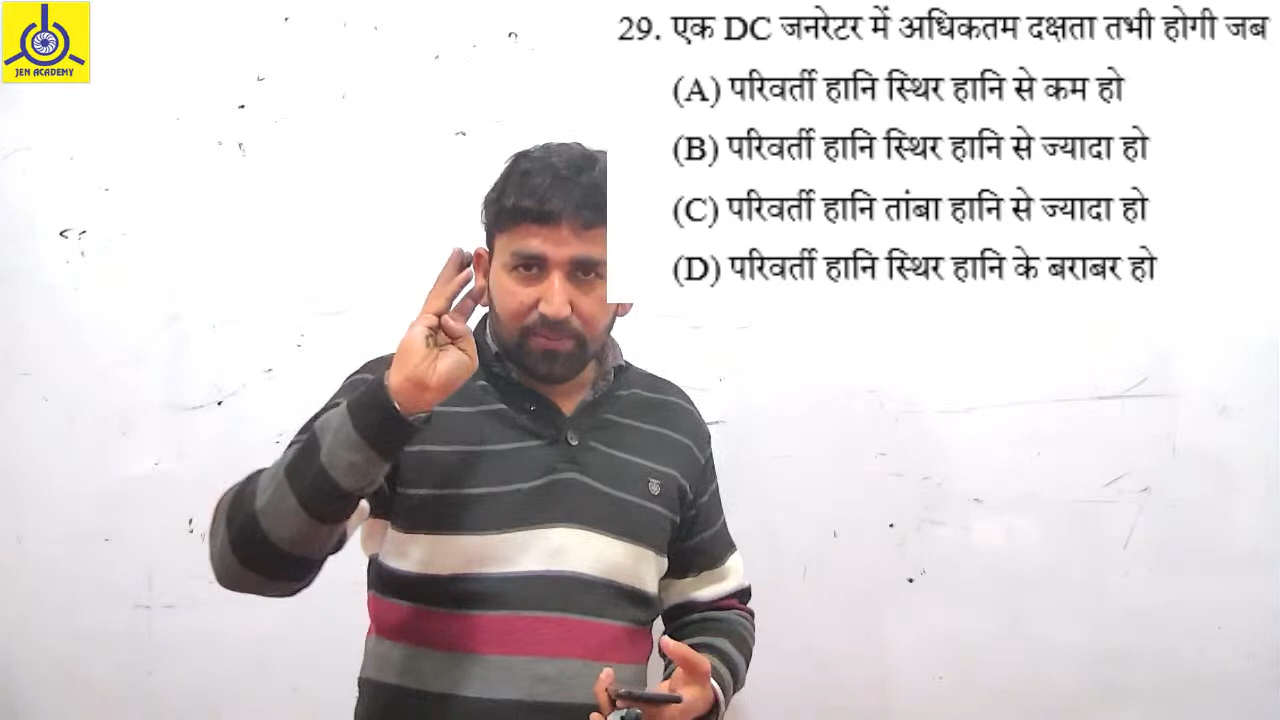 JEN ACADEMY
29. एक DC जनरेटर में अधिकतम दक्षता तभी होगी जब
(A) परिवर्ती हानि स्थिर हानि से कम हो
(B) परिवर्ती हानि स्थिर हानि से ज्यादा हो
(C) परिवर्ती हानि तांबा हानि से ज्यादा हो
(D) परिवर्ती हानि स्थिर हानि के बराबर हो